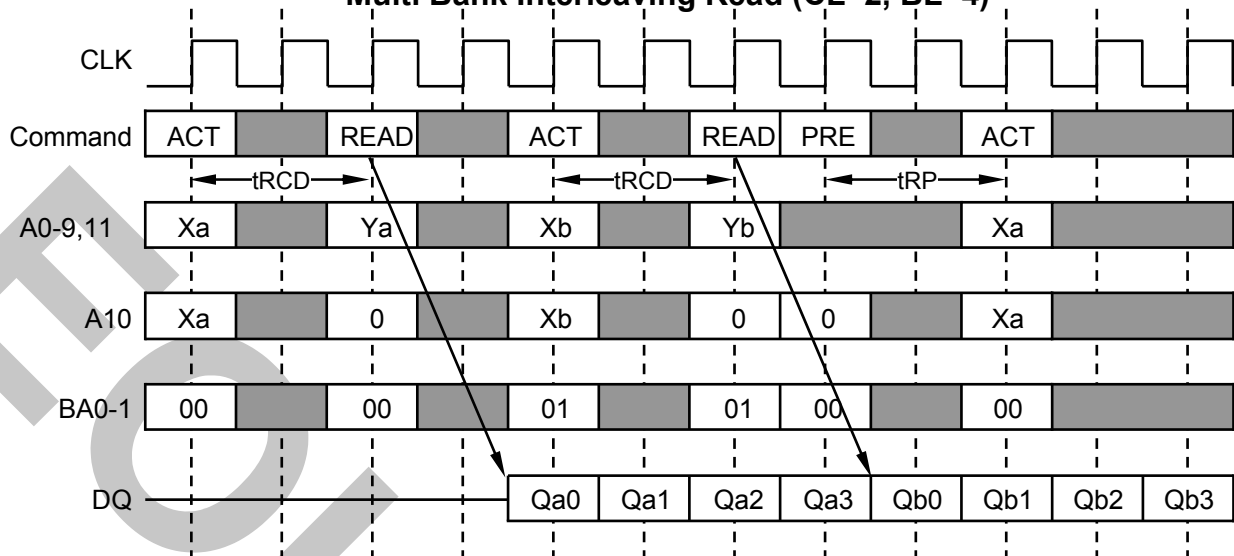 Multi Bank Interleaving Read (CL=2, BL=4)
CLK
Command ACT READ ACT READ PRE ACT
tRCD tRCD tRP
A0-9,11 Xa Ya Xb Yb Xa
A10 Xa 0 Xb 0 0 Xa
BA0-1 00 00 01 01 00 00
DQ Qa0 Qa1 Qa2 Qa3 Qb0 Qb1 Qb2 Qb3